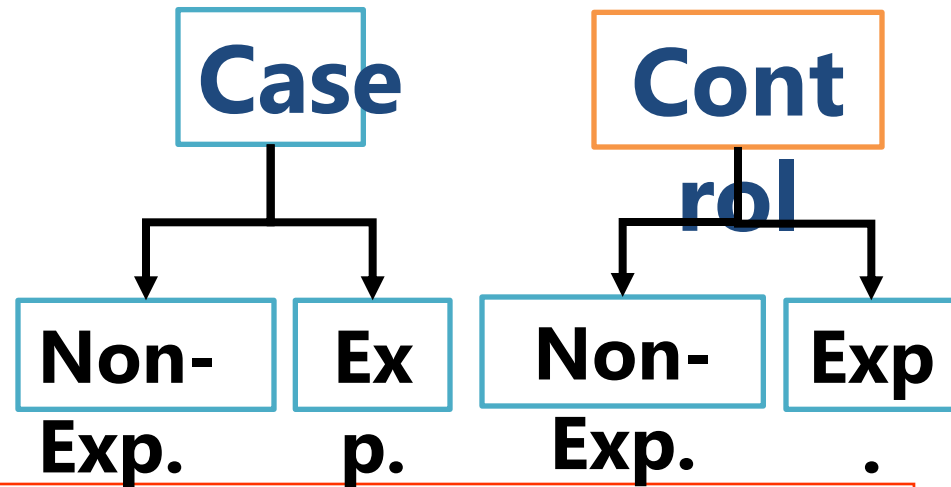 Case
Cont
rol
Non-
Exp.
Ex
p.
Non-
Exp.
Exp
.